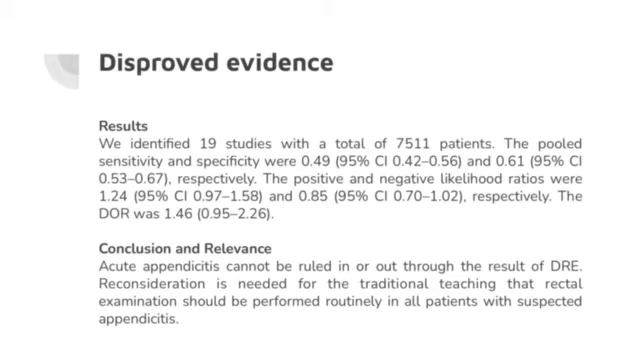 Disproved evidence
Results
We identified 19 studies with a total of 7511 patients. The pooled
sensitivity and specificity were 0.49 (95% CI 0.42–0.56) and 0.61 (95% CI
0.53–0.67), respectively. The positive and negative likelihood ratios were
1.24 (95% CI 0.97–1.58) and 0.85 (95% CI 0.70–1.02), respectively. The
DOR was 1.46 (0.95–2.26).
Conclusion and Relevance
Acute appendicitis cannot be ruled in or out through the result of DRE.
Reconsideration is needed for the traditional teaching that rectal
examination should be performed routinely in all patients with suspected
appendicitis.